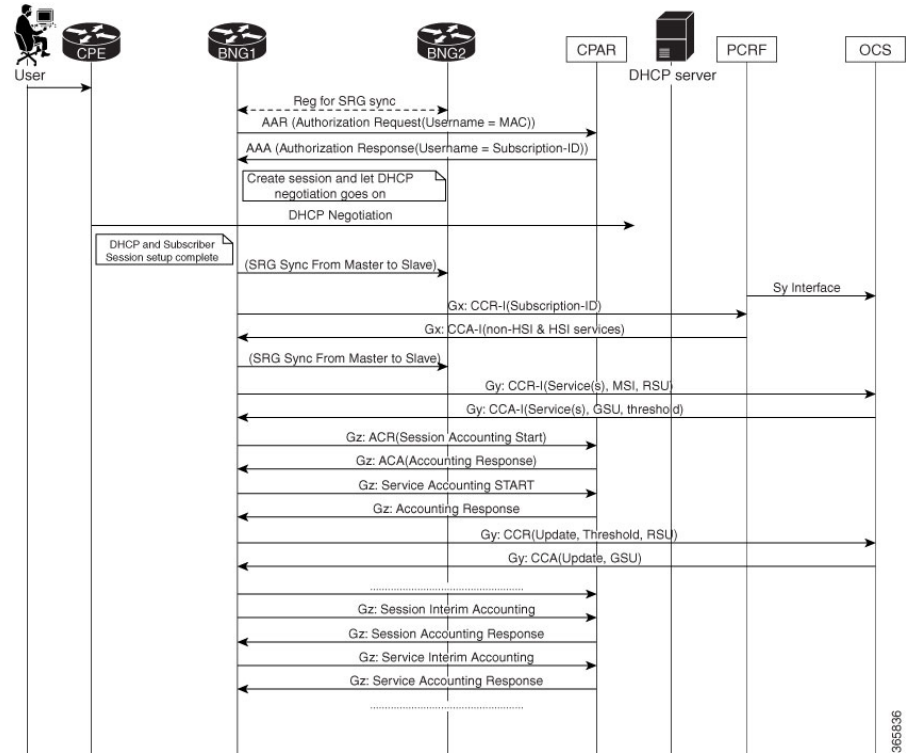 CPE
BNG1
BNG2
CPAR
PCRF
OCS
User
DHCP server
Reg for SRG sync
AAR (Authorization Request(Username = MAC))
AAA (Authorization Response(Username = Subscription-ID))
Create session and let DHCP
negotiation goes on
DHCP Negotiation
DHCP and Subscriber
Session setup complete
(SRG Sync From Master to Slave)
Sy Interface
Gx: CCR-I(Subscription-ID)
Gx: CCA-I(non-HSI & HSI services)
(SRG Sync From Master to Slave)
Gy: CCR-I(Service(s), MSI, RSU)
Gy: CCA-I(Service(s), GSU, threshold)
Gz: ACR(Session Accounting Start)
Gz: ACA(Accounting Response)
Gz: Service Accounting START
Gz: Accounting Response
Gy: CCR(Update, Threshold, RSU)
Gy: CCA(Update, GSU)
Gz: Session Interim Accounting
Gz: Session Accounting Response
Gz: Service Interim Accounting
Gz: Service Accounting Response
365836